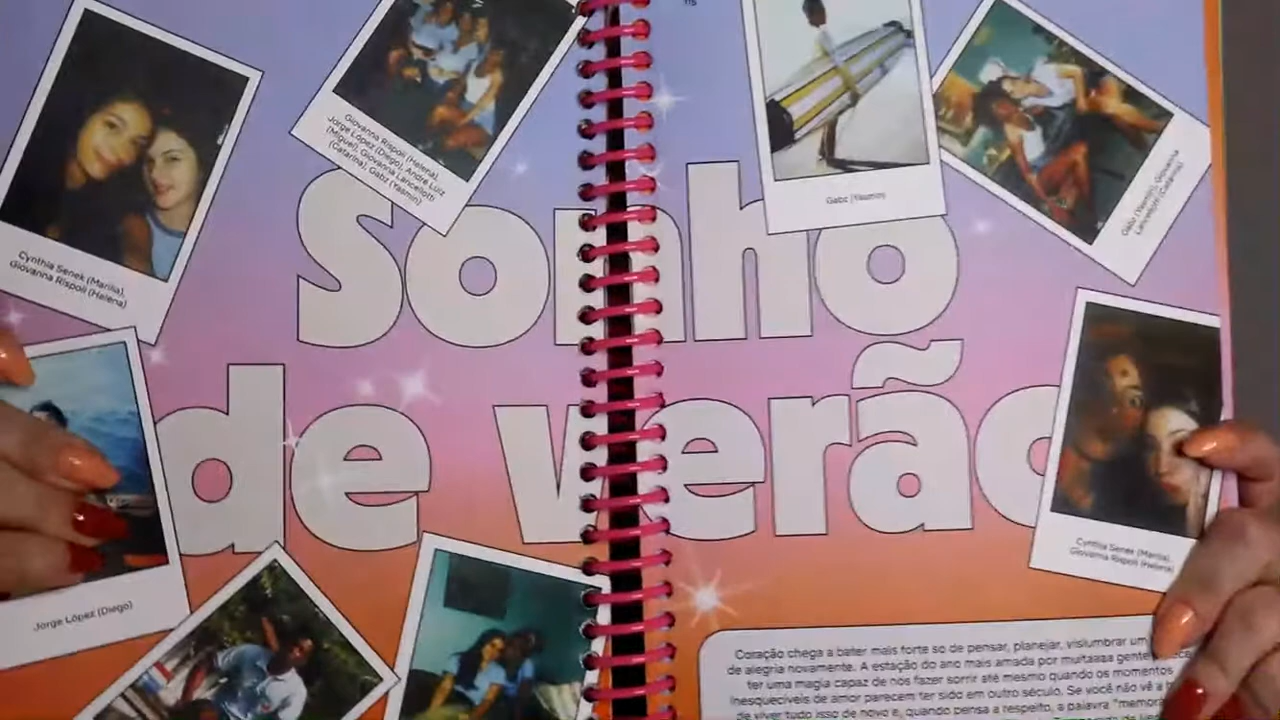 115
Giovanna Rispoli (Helena),
Jorge López (Diego), André Luiz
(Miguel), Giovanna Lancellotti
(Catarina), Gabz (Yasmin)
Gabz (Yasmin)
Gabz (Yasmin), Giovanna
Lancellotti (Catarina)
Cynthia Senek (Marília),
Giovanna Rispoli (Helena)
Sonho
de verão
Cynthia Senek (Marília),
Giovanna Rispoli (Helena)
Jorge López (Diego)
Coração chega a bater mais forte só de pensar, planejar, vislumbrar um
de alegria novamente. A estação do ano mais amada por muitaaaa gente
ter uma magia capaz de nos fazer sorrir até mesmo quando os momentos
inesquecíveis de amor parecem ter sido em outro século. Se você não vê a
de viver tudo isso de novo e, quando pensa a respeito, a palavra "memora